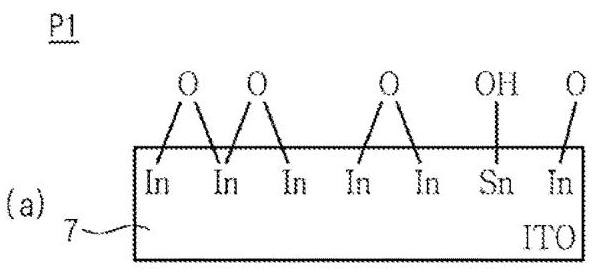 P1
O O O OH O
In In In In In Sn In
(a)
7
ITO